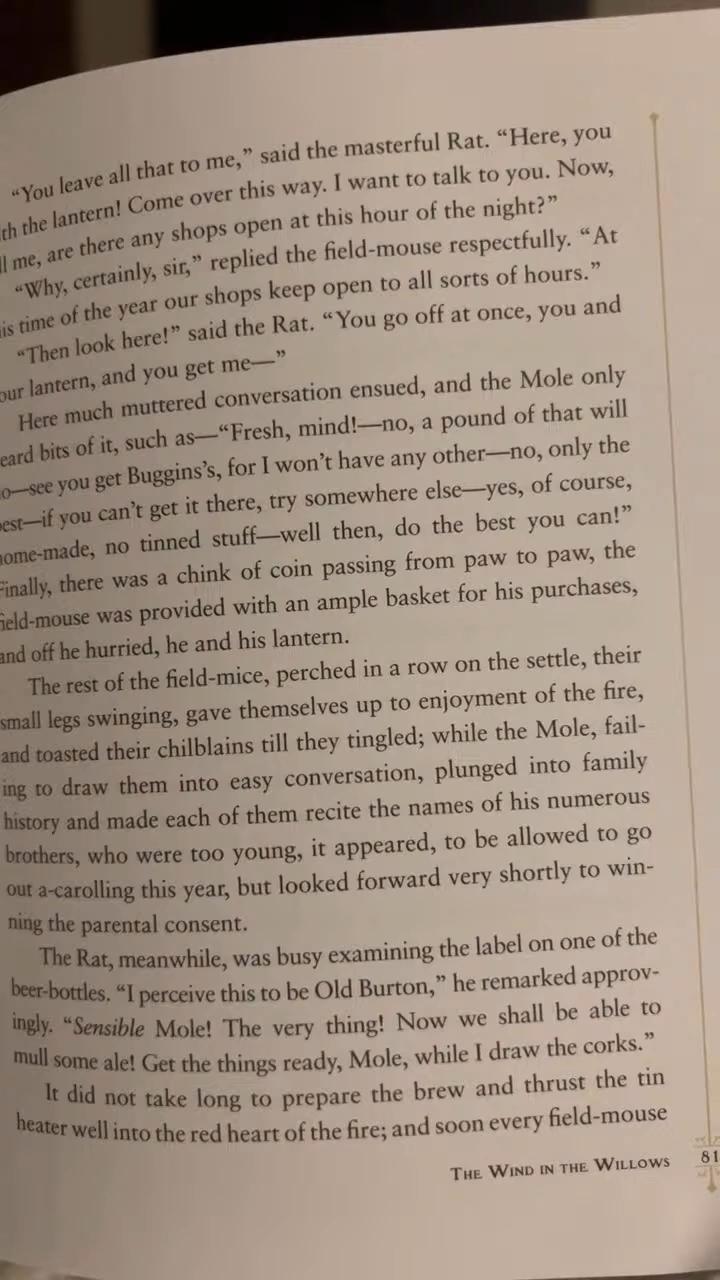 “You leave all that to me,” said the masterful Rat. “Here, you
th the lantern! Come over this way. I want to talk to you. Now,
ll me, are there any shops open at this hour of the night?”
“Why, certainly, sir,” replied the field-mouse respectfully. “At
is time of the year our shops keep open to all sorts of hours.”
“Then look here!” said the Rat. “You go off at once, you and
our lantern, and you get me—”
Here much muttered conversation ensued, and the Mole only
eard bits of it, such as—“Fresh, mind!—no, a pound of that will
o—see you get Buggins’s, for I won’t have any other—no, only the
est—if you can’t get it there, try somewhere else—yes, of course,
ome-made, no tinned stuff—well then, do the best you can!”
Finally, there was a chink of coin passing from paw to paw, the
ield-mouse was provided with an ample basket for his purchases,
and off he hurried, he and his lantern.
The rest of the field-mice, perched in a row on the settle, their
small legs swinging, gave themselves up to enjoyment of the fire,
and toasted their chilblains till they tingled; while the Mole, fail-
ing to draw them into easy conversation, plunged into family
history and made each of them recite the names of his numerous
brothers, who were too young, it appeared, to be allowed to go
out a-carolling this year, but looked forward very shortly to win-
ning the parental consent.
The Rat, meanwhile, was busy examining the label on one of the
beer-bottles. “I perceive this to be Old Burton,” he remarked approv-
ingly. “Sensible Mole! The very thing! Now we shall be able to
mull some ale! Get the things ready, Mole, while I draw the corks.”
It did not take long to prepare the brew and thrust the tin
heater well into the red heart of the fire; and soon every field-mouse
The Wind in the Willows
81